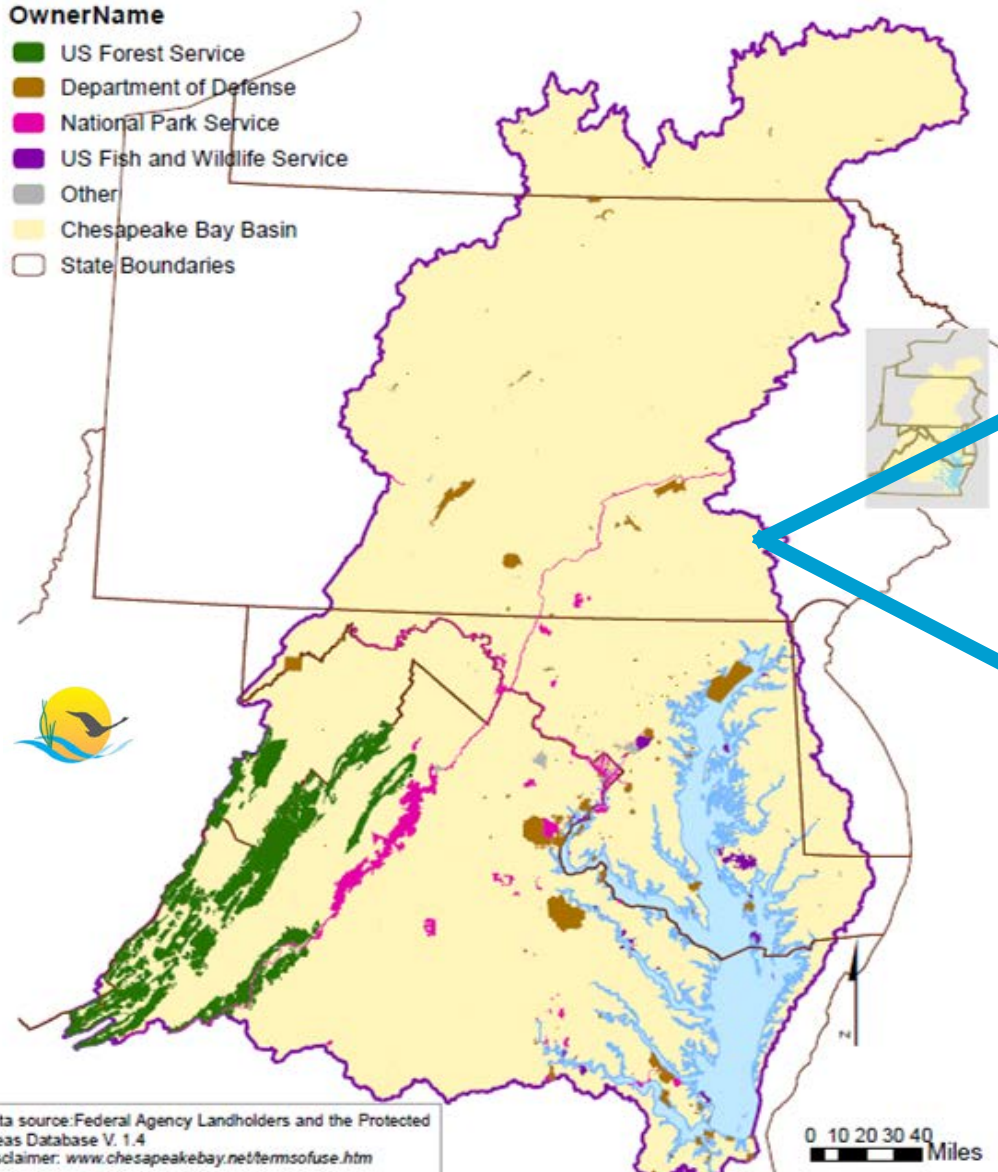 OwnerName
US Forest Service
Department of Defense
National Park Service
US Fish and Wildlife Service
Other
Chesapeake Bay Basin
State Boundaries
N
ta source:Federal Agency Landholders and the Protected
eas Database V. 1.4
sclaimer: www.chesapeakebay.net/termsofuse.htm
0 10 20 30 40
Miles